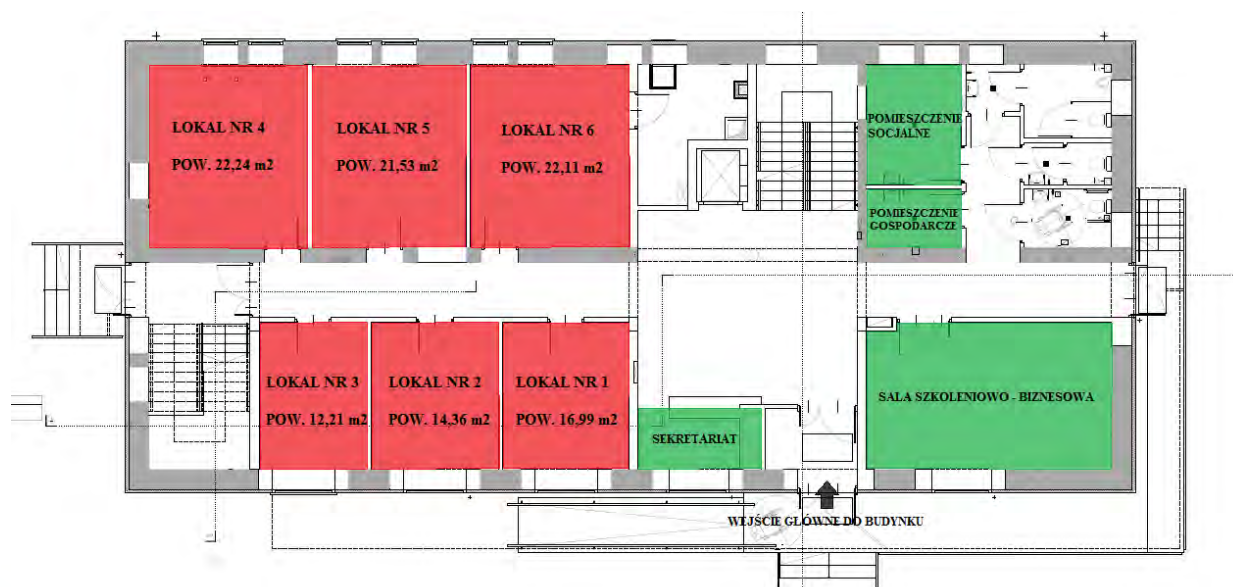 LOKAL NR 4
POW. 22,24 m2
LOKAL NR 5
POW. 21,53 m2
LOKAL NR 6
POW. 22,11 m2
POMIESZCZENIE
SOCJALNE
POMIESZCZENIE
GOSPODARCZE
LOKAL NR 3
POW. 12,21 m2
LOKAL NR 2
POW. 14,36 m2
LOKAL NR 1
POW. 16,99 m2
SEKRETARIAT
SALA SZKOLENIOWO - BIZNESOWA
WEJŚCIE GŁÓWNE DO BUDYNKU